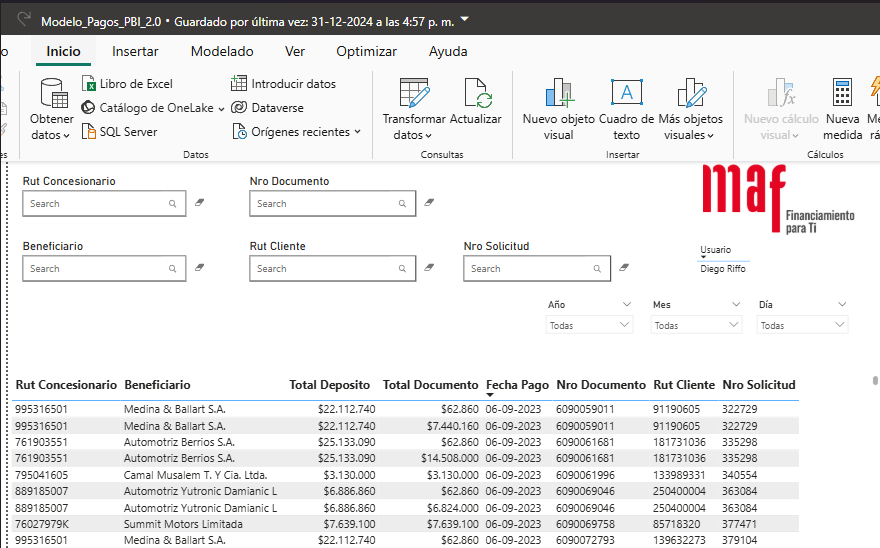 Modelo_Pagos_PBI_2.0 • Guardado por última vez: 31-12-2024 a las 4:57 p. m.
o Inicio Insertar Modelado Ver Optimizar Ayuda
Obtener datos
Libro de Excel
Catálogo de OneLake
SQL Server
Introducir datos
Dataverse
Orígenes recientes
Datos
Transformar datos
Actualizar
Consultas
Nuevo objeto visual
Cuadro de texto
Más objetos visuales
Insertar
Nuevo cálculo visual
Nueva medida
Me
rá
Cálculos
es
Rut Concesionario
Search
Nro Documento
Search
maf
Financiamiento
para Ti
Beneficiario
Search
Rut Cliente
Search
Nro Solicitud
Search
Usuario
Diego Riffo
Año Mes Día
Todas Todas Todas
Rut Concesionario Beneficiario Total Deposito Total Documento Fecha Pago Nro Documento Rut Cliente Nro Solicitud
995316501 Medina & Ballart S.A. $22.112.740 $62.860 06-09-2023 6090059011 91190605 322729
995316501 Medina & Ballart S.A. $22.112.740 $7.440.160 06-09-2023 6090059011 91190605 322729
761903551 Automotriz Berrios S.A. $25.133.090 $62.860 06-09-2023 6090061681 181731036 335298
761903551 Automotriz Berrios S.A. $25.133.090 $14.508.000 06-09-2023 6090061681 181731036 335298
795041605 Camal Musalem T. Y Cia. Ltda. $3.130.000 $3.130.000 06-09-2023 6090061996 133989331 340554
889185007 Automotriz Yutronic Damianic L $6.886.860 $62.860 06-09-2023 6090069046 250400004 363084
889185007 Automotriz Yutronic Damianic L $6.886.860 $6.824.000 06-09-2023 6090069046 250400004 363084
76027979K Summit Motors Limitada $7.639.100 $7.639.100 06-09-2023 6090069758 85718320 377471
995316501 Medina & Ballart S.A. $22.112.740 $62.860 06-09-2023 6090072793 139632273 379104